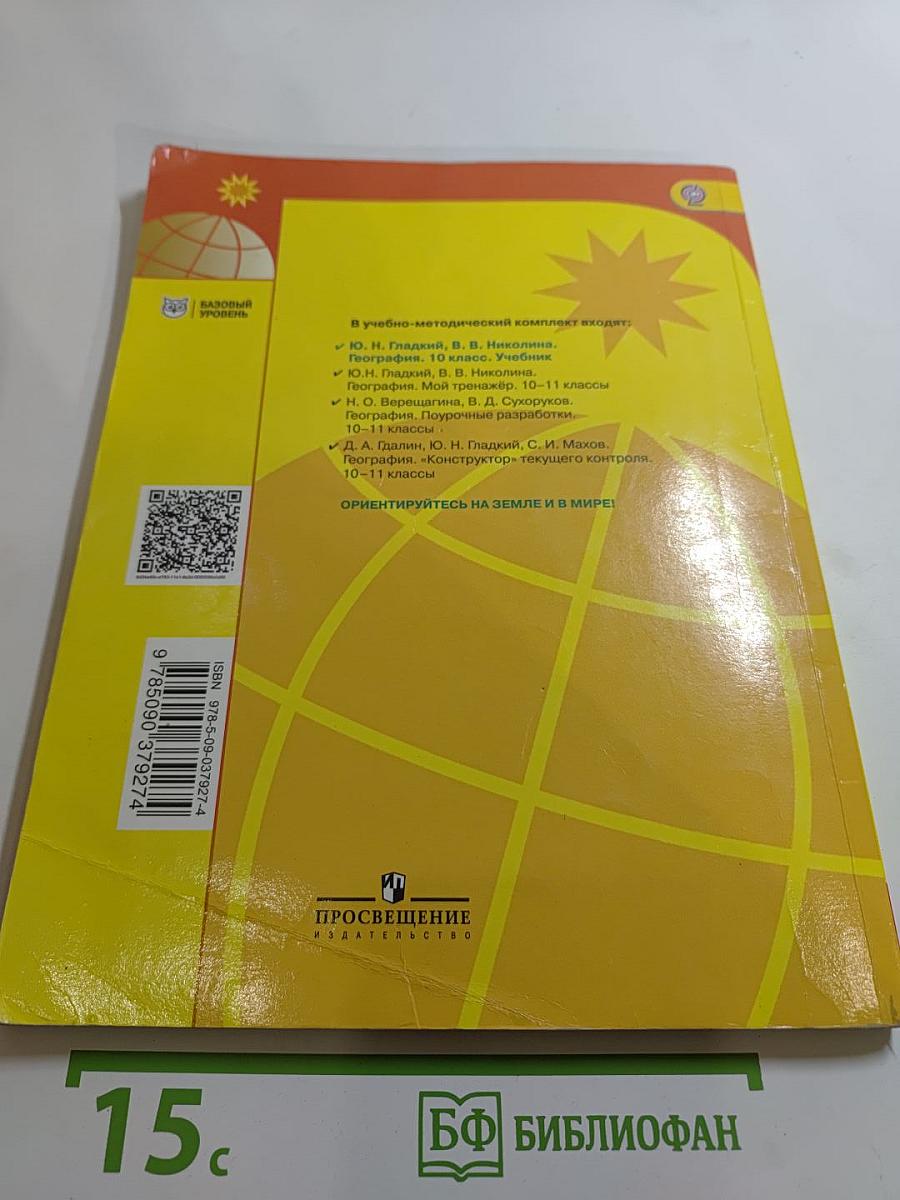 БАЗОВЫЙ
УРОВЕНЬ
В учебно-методический комплект входят:
Ю. Н. Гладкий, В. В. Николина.
География. 10 класс. Учебник
Ю.Н. Гладкий, В. В. Николина.
География. Мой тренажёр. 10–11 классы
Н. О. Верещагина, В. Д. Сухоруков.
География. Поурочные разработки.
10–11 классы
Д. А. Гдалин, Ю. Н. Гладкий, С. И. Махов.
География. «Конструктор» текущего контроля.
10–11 классы
ОРИЕНТИРУЙТЕСЬ НА ЗЕМЛЕ И В МИРЕ!
ISBN 978-5-09-037927-4
9 785090 379274
ПРОСВЕЩЕНИЕ
ИЗДАТЕЛЬСТВО
15 с
БФ БИБЛИОФАН